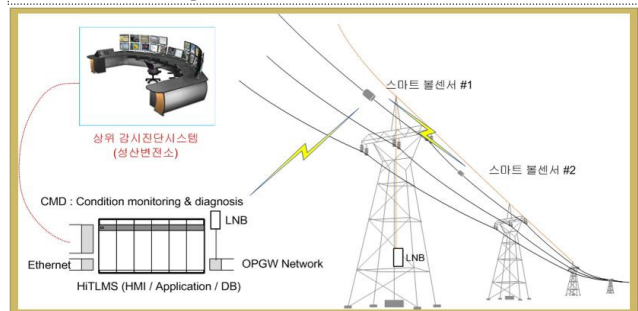 스마트 볼센서 #1
상위 감시진단시스템
(성산변전소)
스마트 볼센서 #2
CMD : Condition monitoring & diagnosis
LNB
LNB
Ethernet
OPGW Network
HiTLMS (HMI / Application / DB)